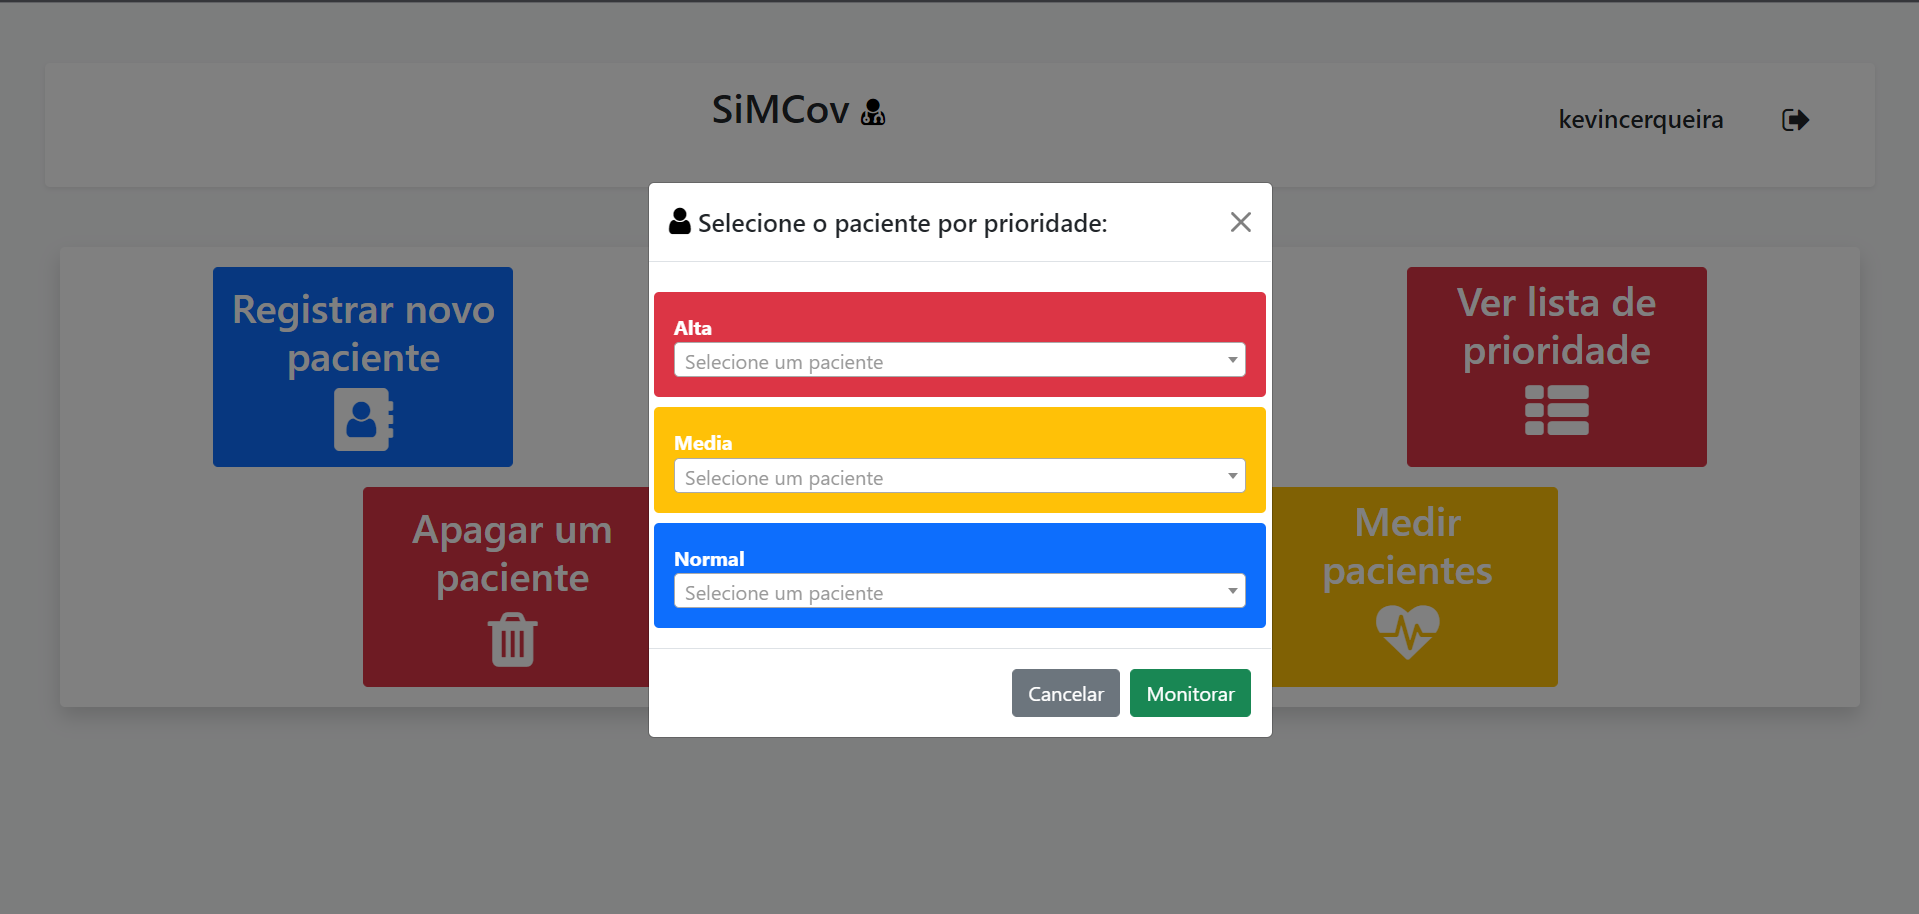 SiMCov
kevincerqueira
Selecione o paciente por prioridade:
Registrar novo
paciente
Ver lista de
prioridade
Alta
Selecione um paciente
Media
Selecione um paciente
Apagar um
paciente
Medir
pacientes
Normal
Selecione um paciente
Cancelar
Monitorar